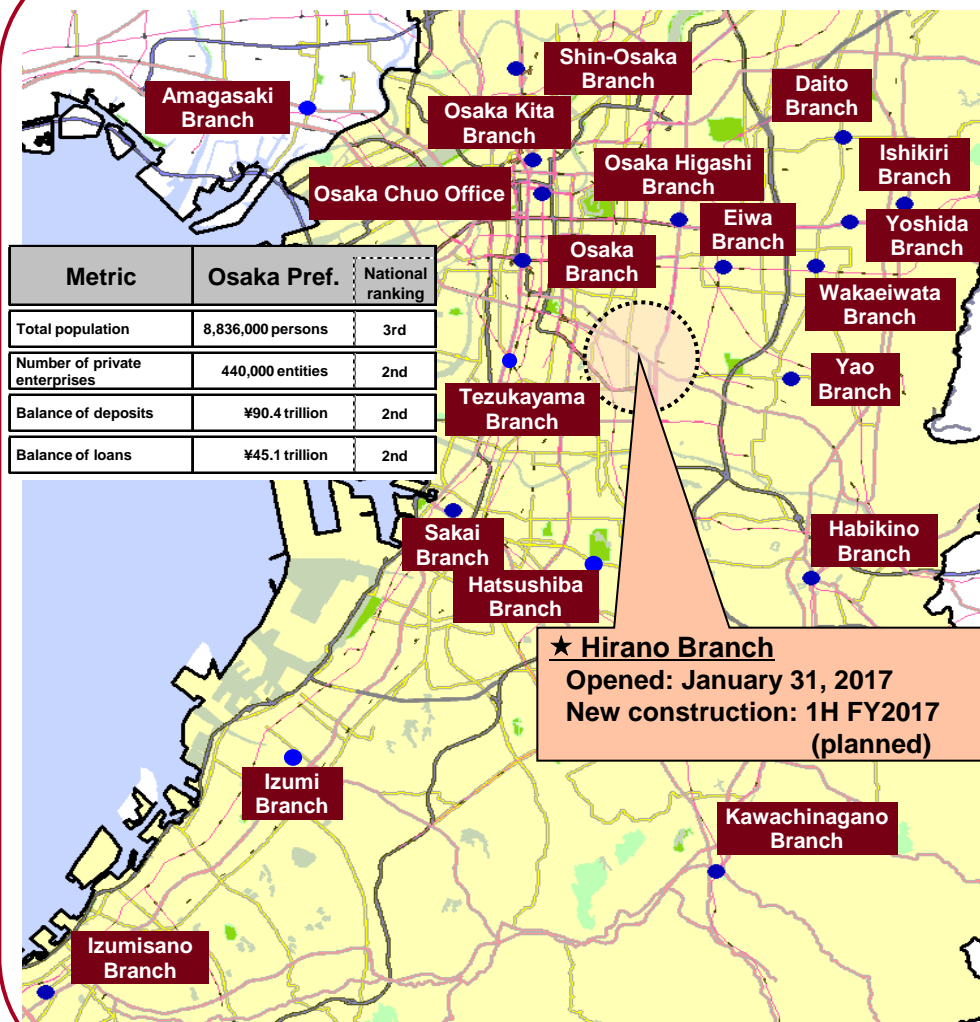 Shin-Osaka
Branch
Amagasaki
Branch
Daito
Branch
Osaka Kita
Branch
Ishikiri
Branch
Osaka Higashi
Branch
Osaka Chuo Office
Eiwa
Branch
Yoshida
Branch
Osaka
Branch
Wakaeiwata
Branch
Metric Osaka Pref. National
ranking
Total population 8,836,000 persons 3rd
Number of private
enterprises 440,000 entities 2nd
Balance of deposits ¥90.4 trillion 2nd
Balance of loans ¥45.1 trillion 2nd
Yao
Branch
Tezukayama
Branch
Sakai
Branch
Habikino
Branch
Hatsushiba
Branch
★ Hirano Branch
Opened: January 31, 2017
New construction: 1H FY2017
(planned)
Izumi
Branch
Kawachinagano
Branch
Izumisano
Branch